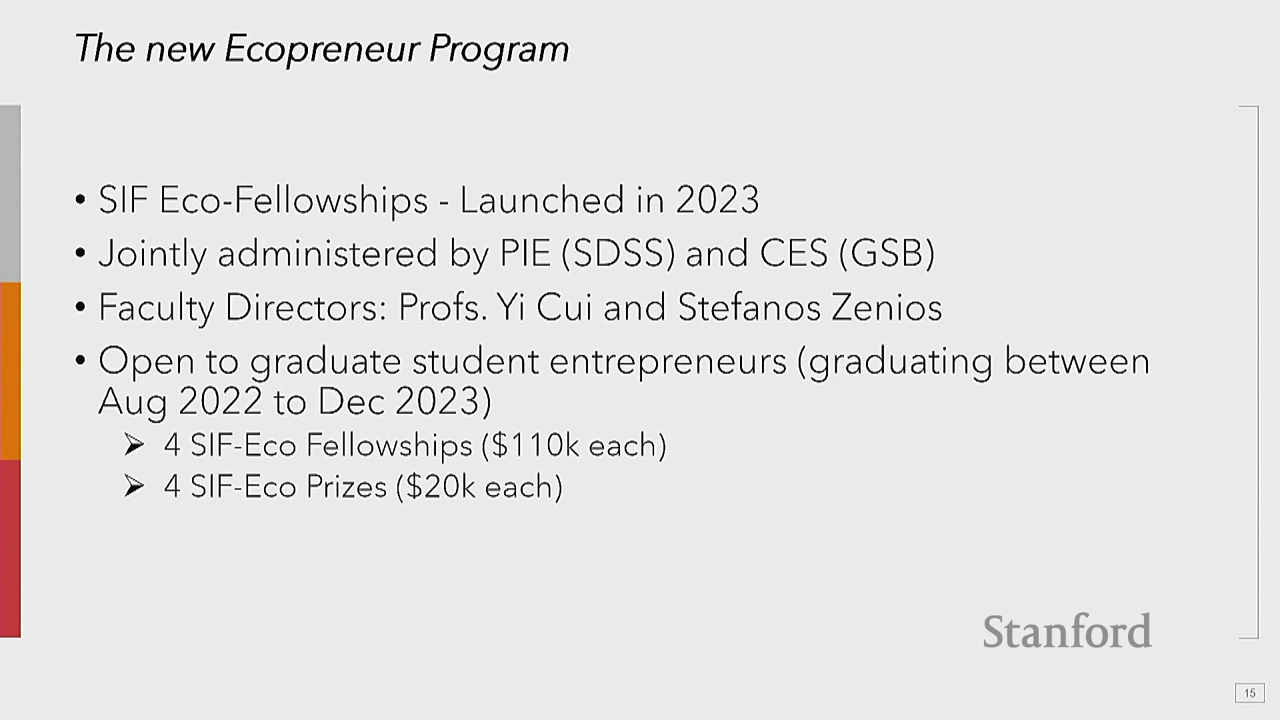 The new Ecopreneur Program
• SIF Eco-Fellowships - Launched in 2023
• Jointly administered by PIE (SDSS) and CES (GSB)
• Faculty Directors: Profs. Yi Cui and Stefanos Zenios
• Open to graduate student entrepreneurs (graduating between
Aug 2022 to Dec 2023)
➢ 4 SIF-Eco Fellowships ($110k each)
➢ 4 SIF-Eco Prizes ($20k each)
Stanford
15